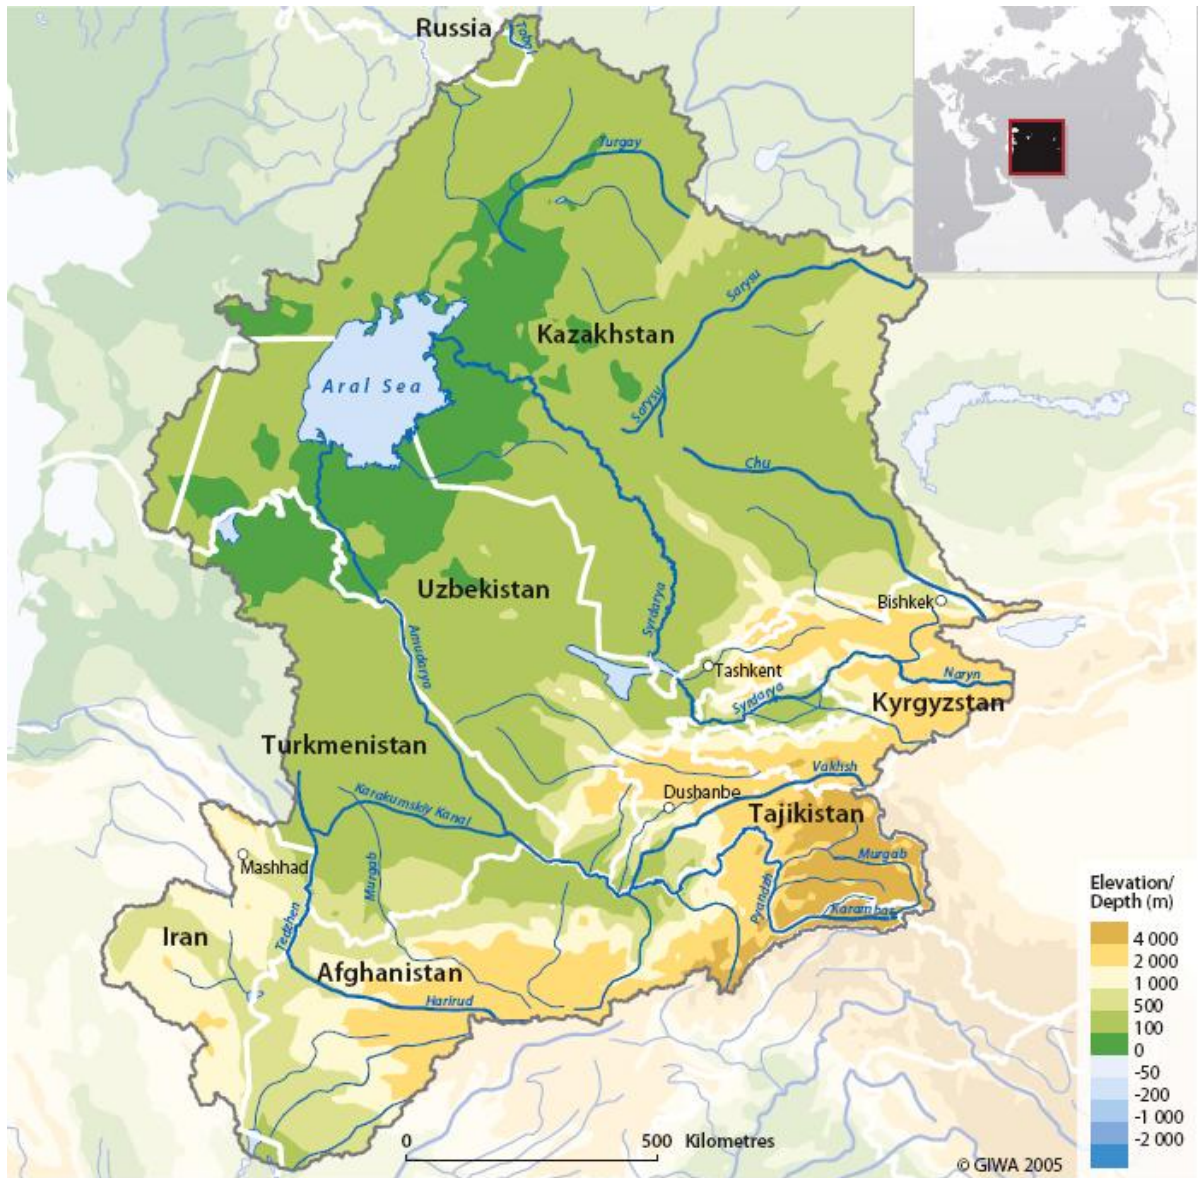 Russia
Tobol
Turgay
Sarysu
Kazakhstan
Aral Sea
Sarysu
Chu
Uzbekistan
Syrdarya
Bishkek
Amudarya
Tashkent
Syrdarya
Naryn
Kyrgyzstan
Turkmenistan
Vakhsh
Dushanbe
Karakumskiy Kanal
Tajikistan
Mashhad
Murgab
Murgab
Pyandzh
Karambar
Tedzhen
Iran
Afghanistan
Harirud
Elevation/
Depth (m)
4 000
2 000
1 000
500
100
0
-50
-200
-1 000
-2 000
0 500 Kilometres
© GIWA 2005